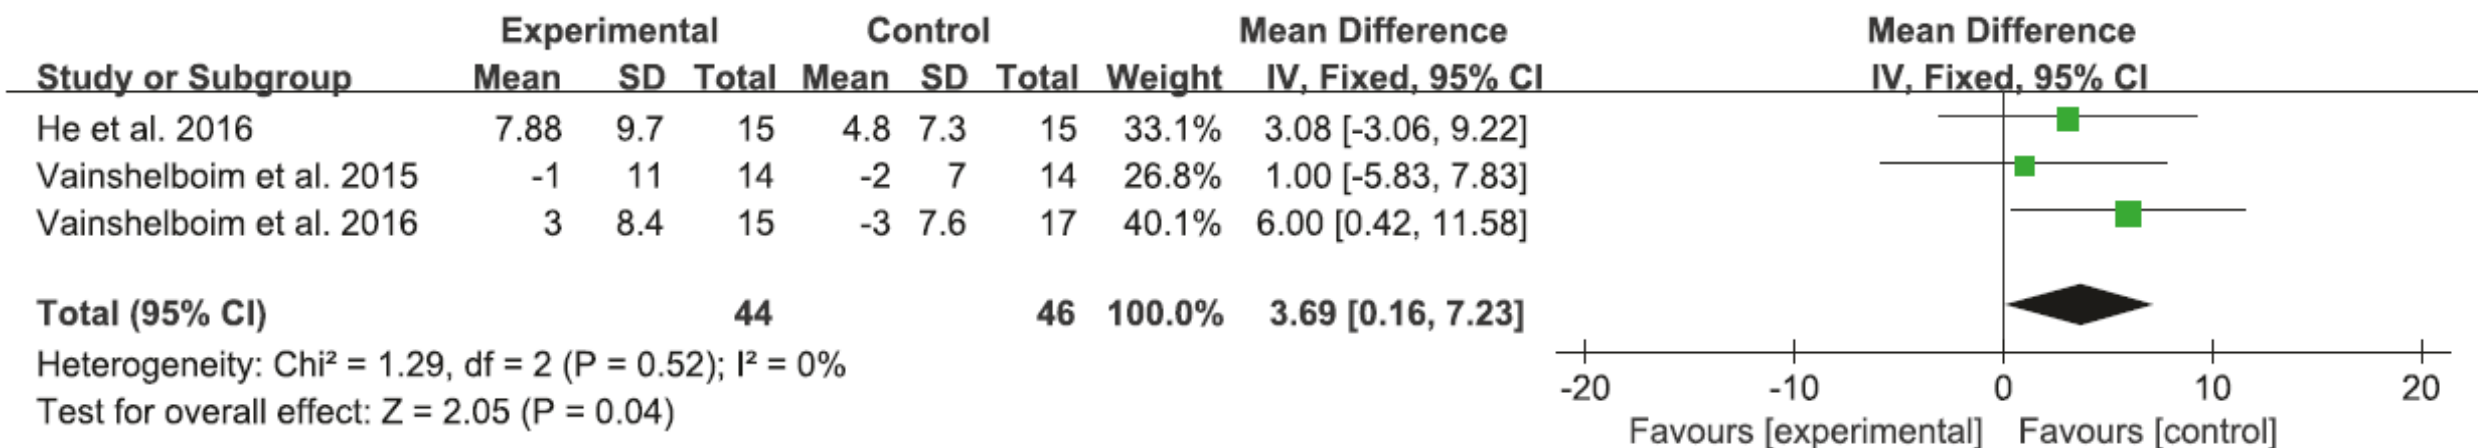 Experimental Control Mean Difference Mean Difference
Study or Subgroup Mean SD Total Mean SD Total Weight IV, Fixed, 95% CI IV, Fixed, 95% CI
He et al. 2016 7.88 9.7 15 4.8 7.3 15 33.1% 3.08 [-3.06, 9.22]
Vainshelboim et al. 2015 -1 11 14 -2 7 14 26.8% 1.00 [-5.83, 7.83]
Vainshelboim et al. 2016 3 8.4 15 -3 7.6 17 40.1% 6.00 [0.42, 11.58]
Total (95% CI) 44 46 100.0% 3.69 [0.16, 7.23]
Heterogeneity: Chi² = 1.29, df = 2 (P = 0.52); I² = 0%
Test for overall effect: Z = 2.05 (P = 0.04)
-20 -10 0 10 20
Favours [experimental] Favours [control]